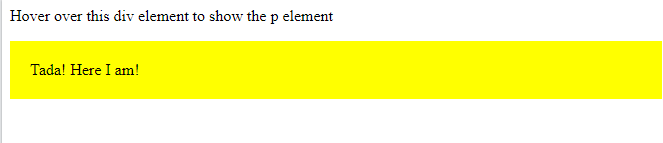 Hover over this div element to show the p element
Tada! Here I am!